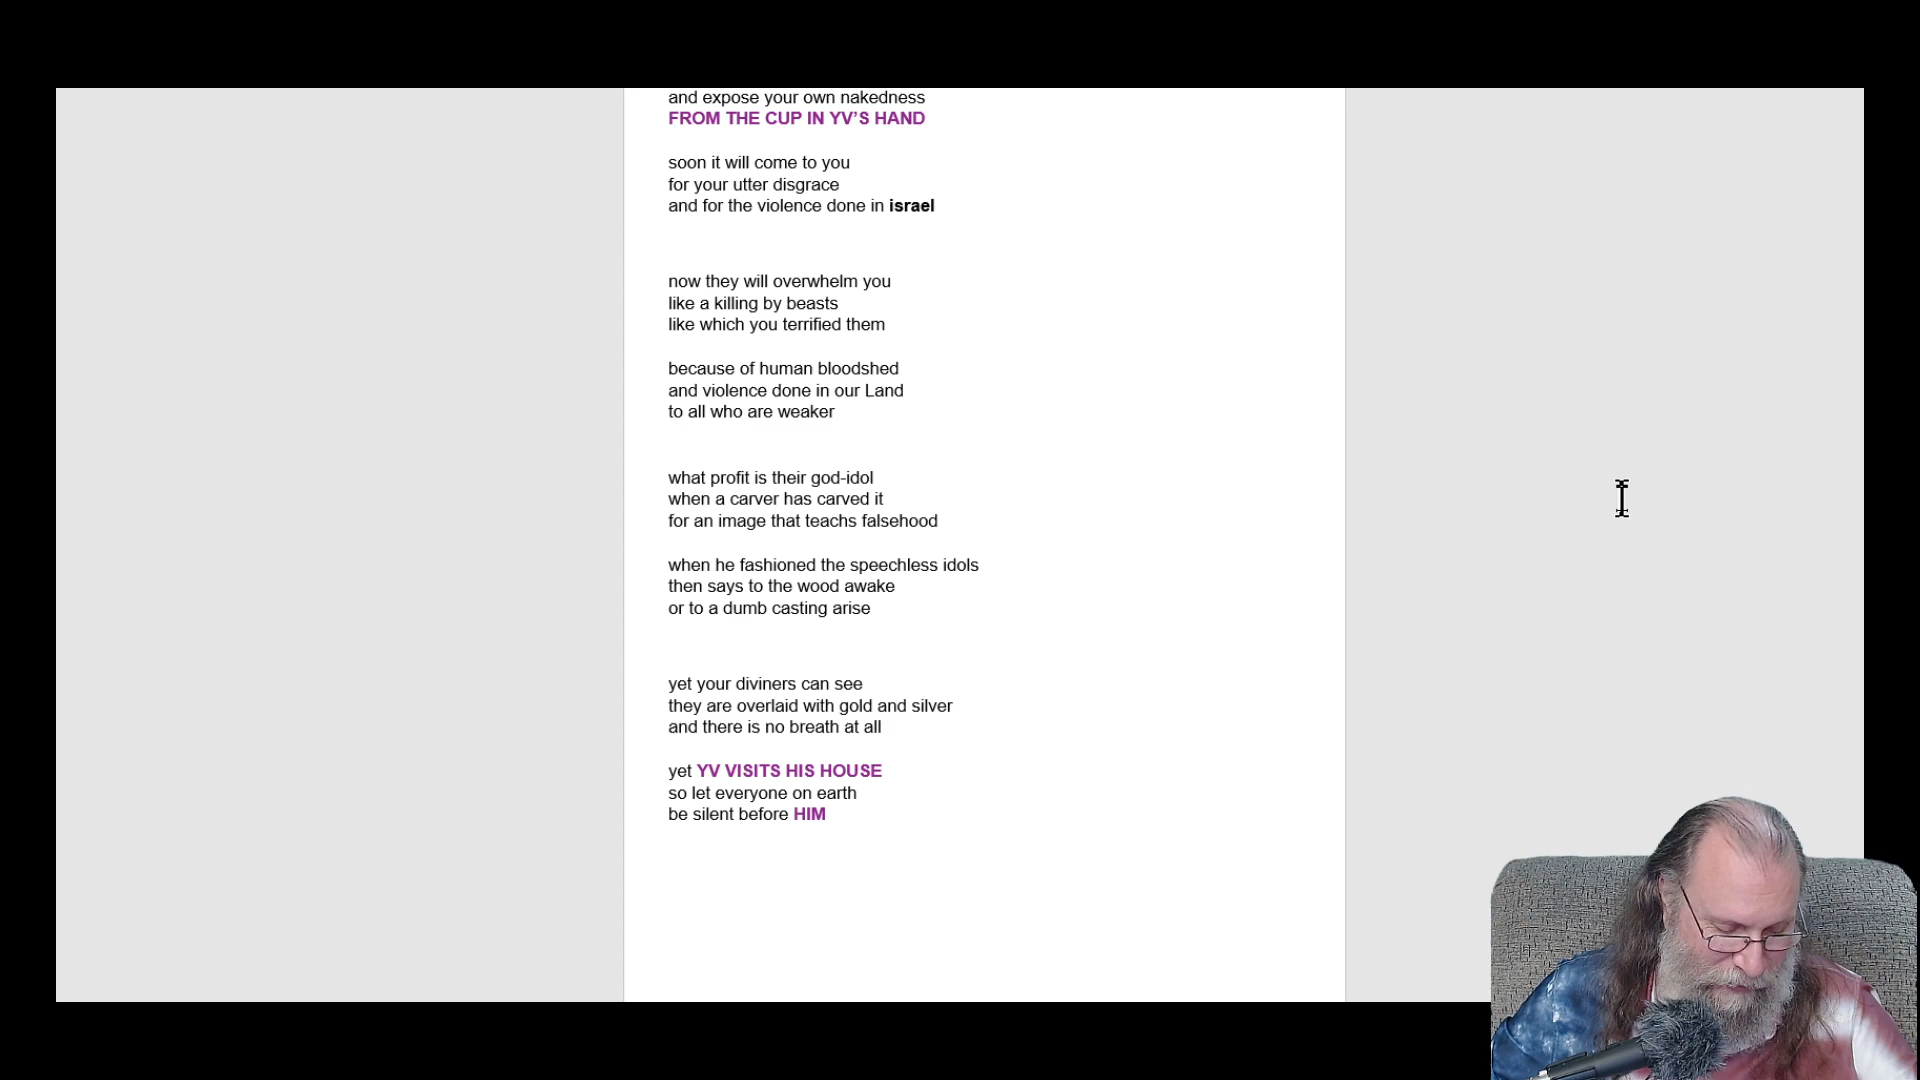 and expose your own nakedness
FROM THE CUP IN YV’S HAND
soon it will come to you
for your utter disgrace
and for the violence done in israel
now they will overwhelm you
like a killing by beasts
like which you terrified them
because of human bloodshed
and violence done in our Land
to all who are weaker
what profit is their god-idol
when a carver has carved it
for an image that teachs falsehood
when he fashioned the speechless idols
then says to the wood awake
or to a dumb casting arise
yet your diviners can see
they are overlaid with gold and silver
and there is no breath at all
yet YV VISITS HIS HOUSE
so let everyone on earth
be silent before HIM